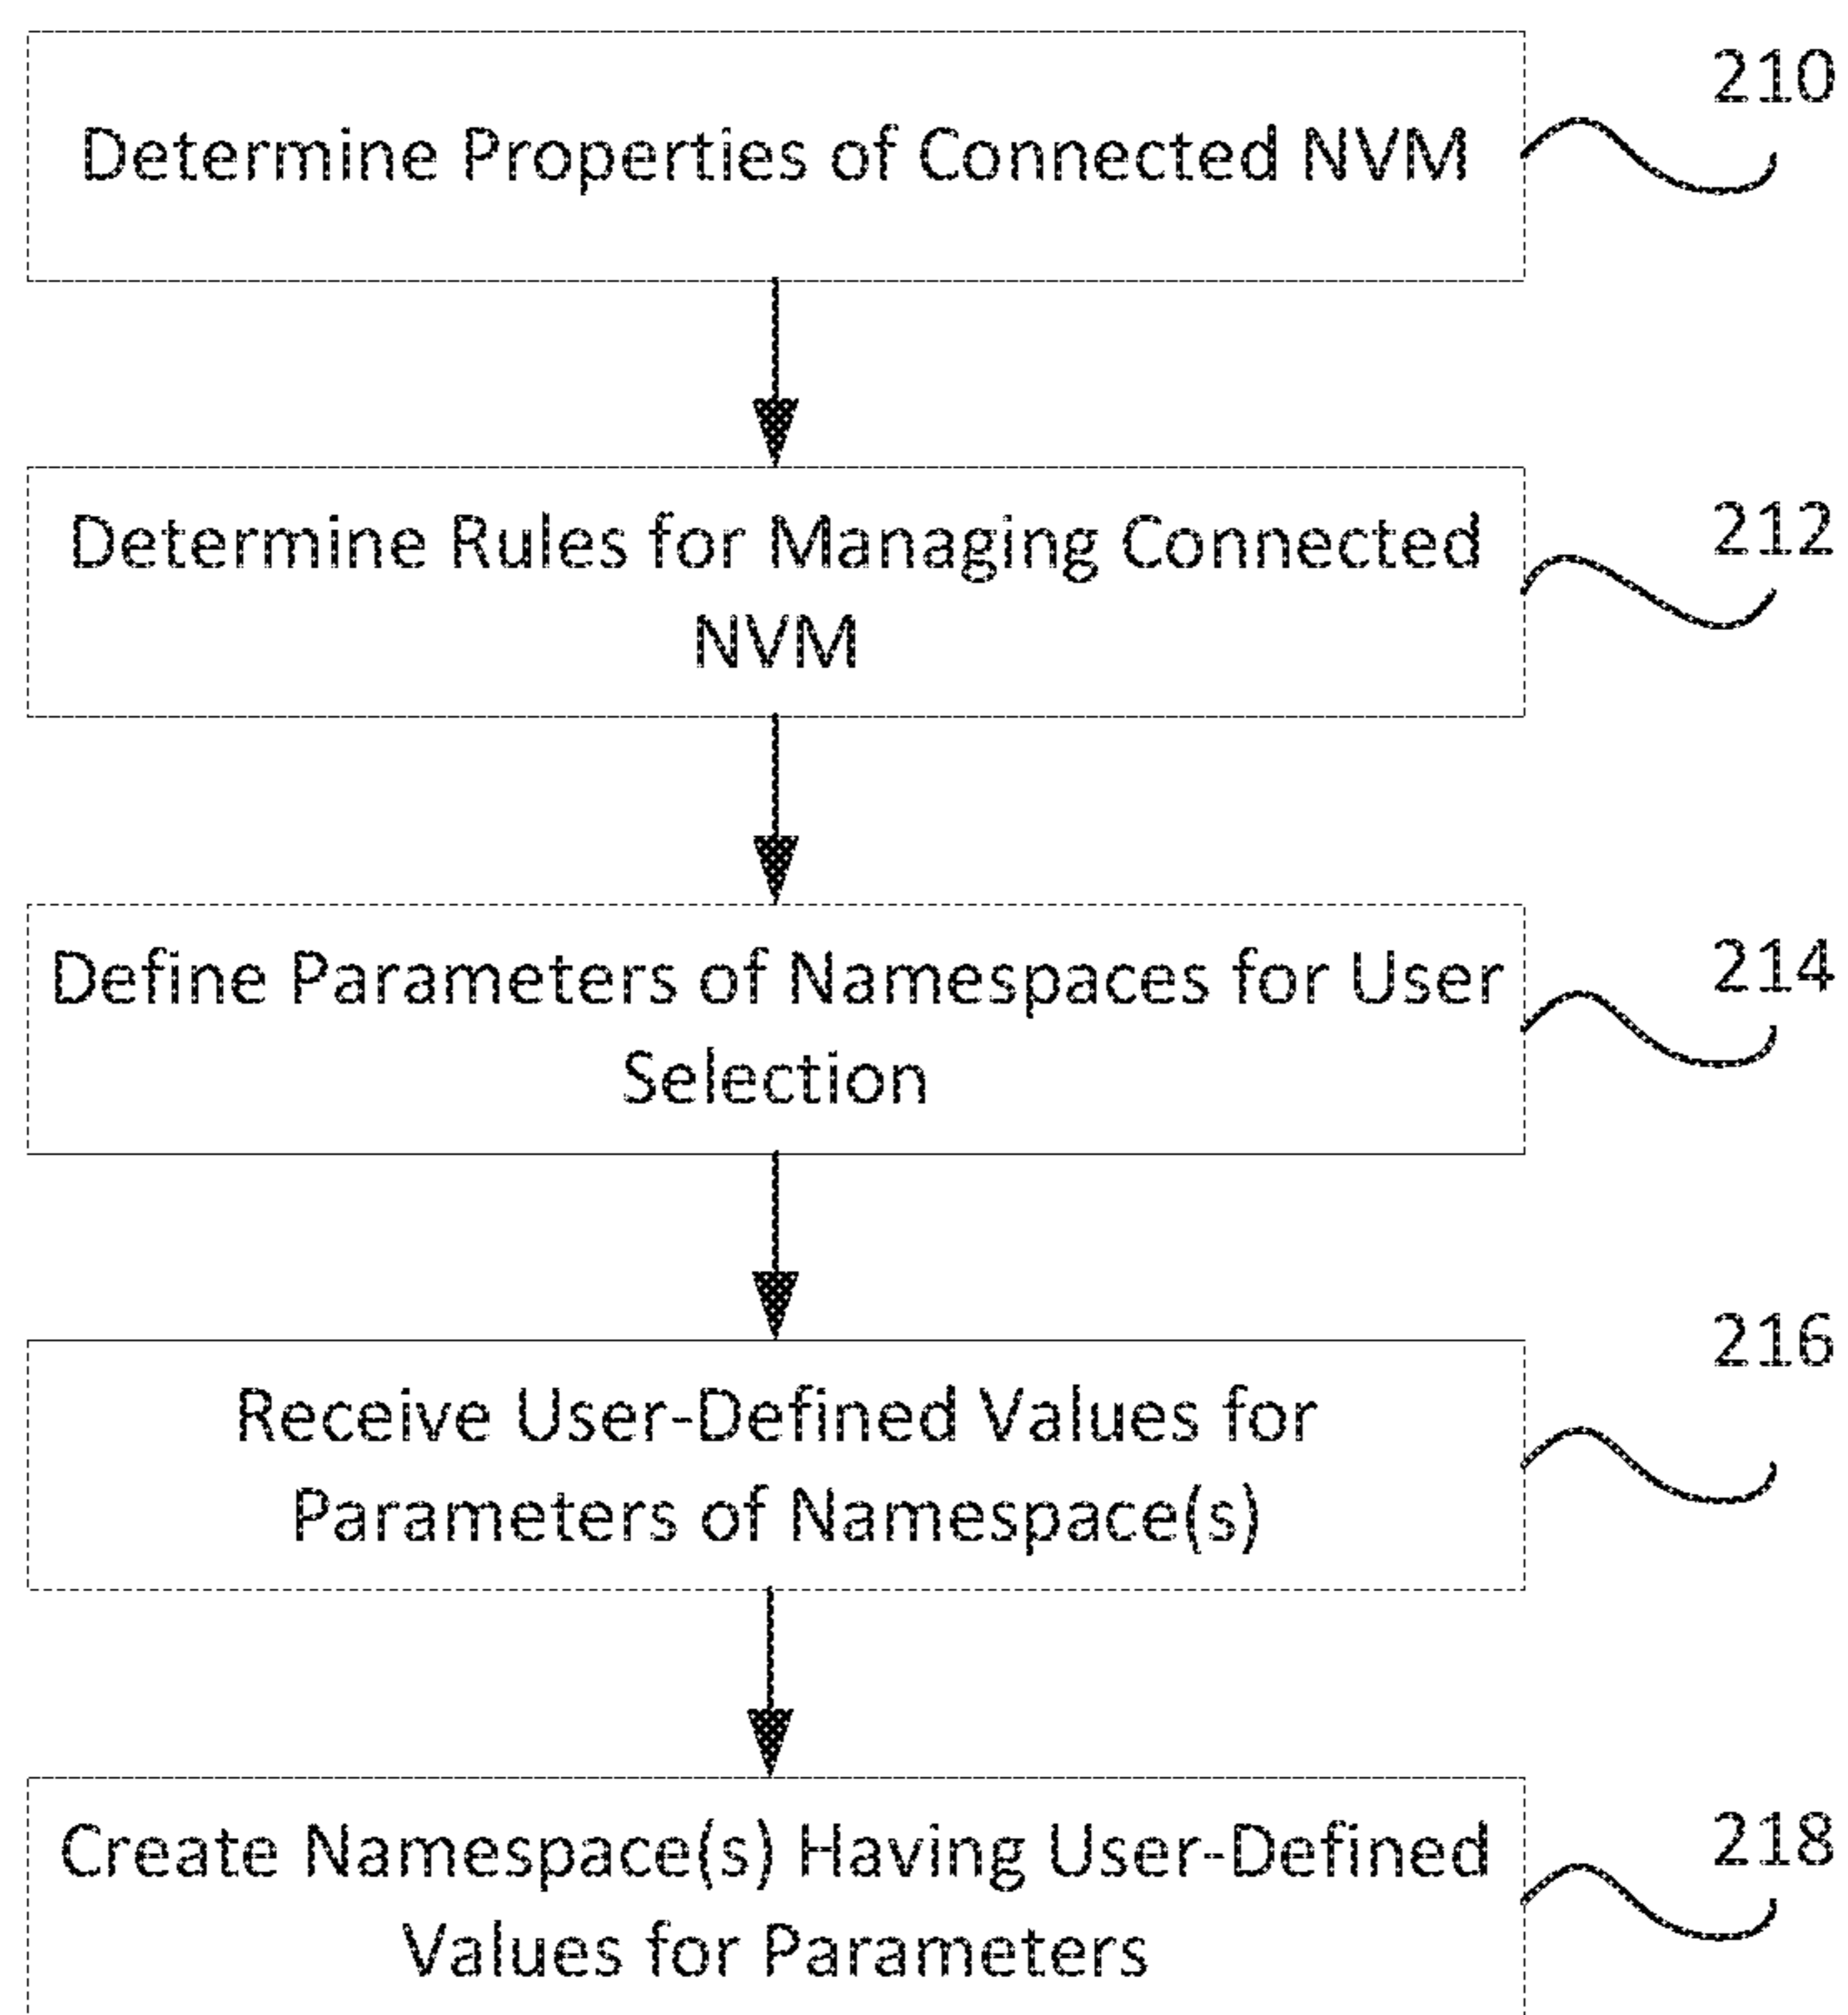 210
Determine Properties of Connected NVM
212
Determine Rules for Managing Connected
NVM
214
Define Parameters of Namespaces for User
Selection
216
Receive User-Defined Values for
Parameters of Namespace(s)
218
Create Namespace(s) Having User-Defined
Values for Parameters